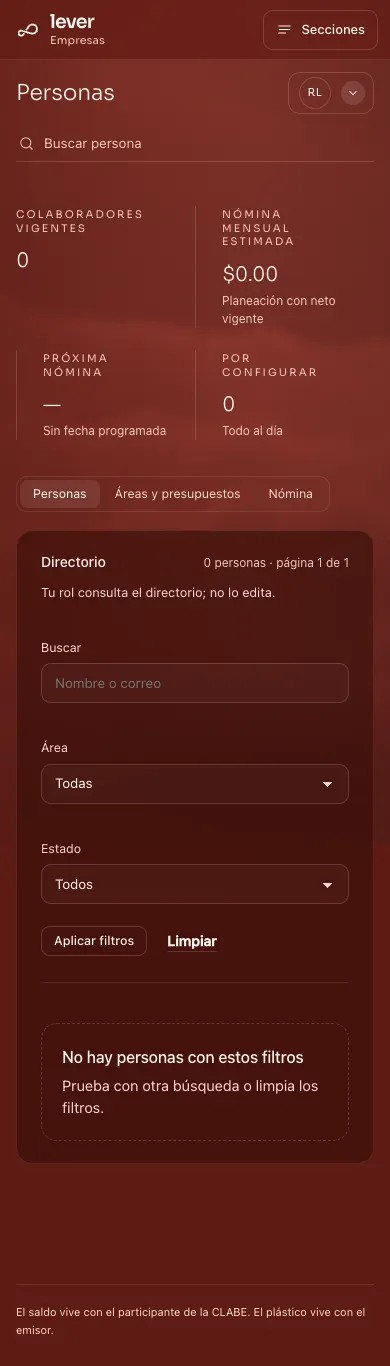 lever
Empresas
Secciones
Personas
RL
Buscar persona
COLABORADORES
VIGENTES
0
NÓMINA
MENSUAL
ESTIMADA
$0.00
Planeación con neto
vigente
PRÓXIMA
NÓMINA
—
Sin fecha programada
POR
CONFIGURAR
0
Todo al día
Personas
Áreas y presupuestos
Nómina
Directorio
0 personas · página 1 de 1
Tu rol consulta el directorio; no lo edita.
Buscar
Nombre o correo
Área
Todas
Estado
Todos
Aplicar filtros
Limpiar
No hay personas con estos filtros
Prueba con otra búsqueda o limpia los
filtros.
El saldo vive con el participante de la CLABE. El plástico vive con el
emisor.